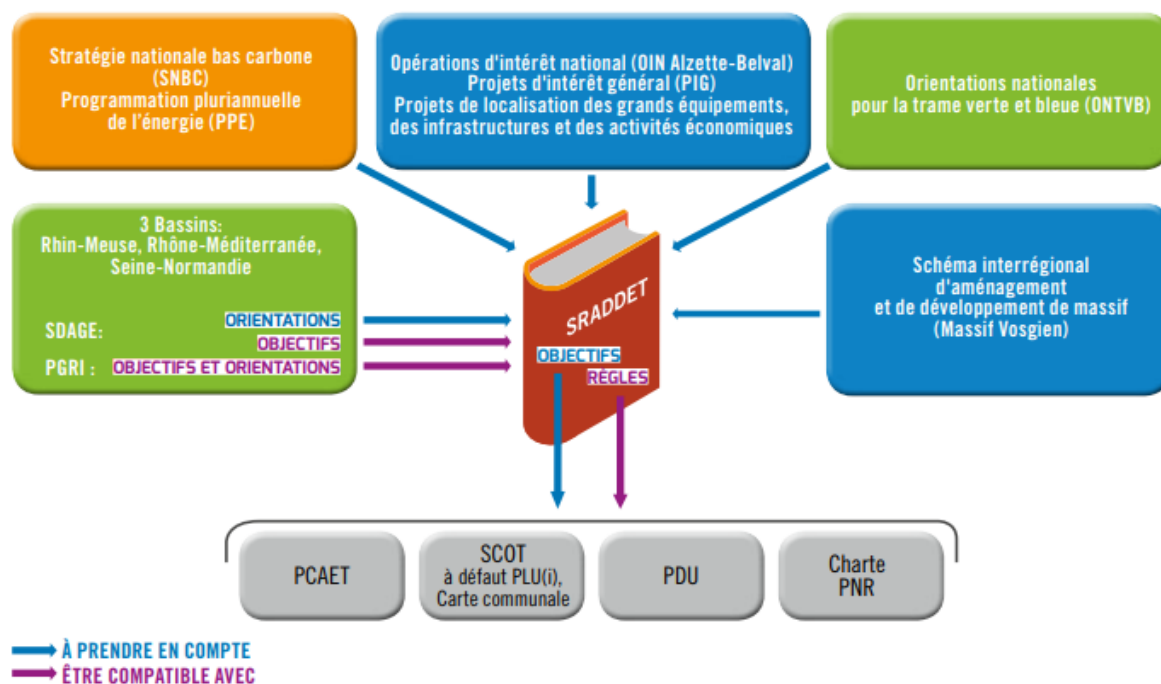 Stratégie nationale bas carbone
(SNBC)
Programmation pluriannuelle
de l'énergie (PPE)
Opérations d'intérêt national (OIN Alzette-Belval)
Projets d'intérêt général (PIG)
Projets de localisation des grands équipements,
des infrastructures et des activités économiques
Orientations nationales
pour la trame verte et bleue (ONTVB)
3 Bassins:
Rhin-Meuse, Rhône-Méditerranée,
Seine-Normandie
SDAGE: ORIENTATIONS
OBJECTIFS
PGRI : OBJECTIFS ET ORIENTATIONS
SRADDET
OBJECTIFS
RÈGLES
Schéma interrégional
d'aménagement
et de développement de massif
(Massif Vosgien)
PCAET
SCOT
à défaut PLU(i),
Carte communale
PDU
Charte
PNR
À PRENDRE EN COMPTE
ÊTRE COMPATIBLE AVEC